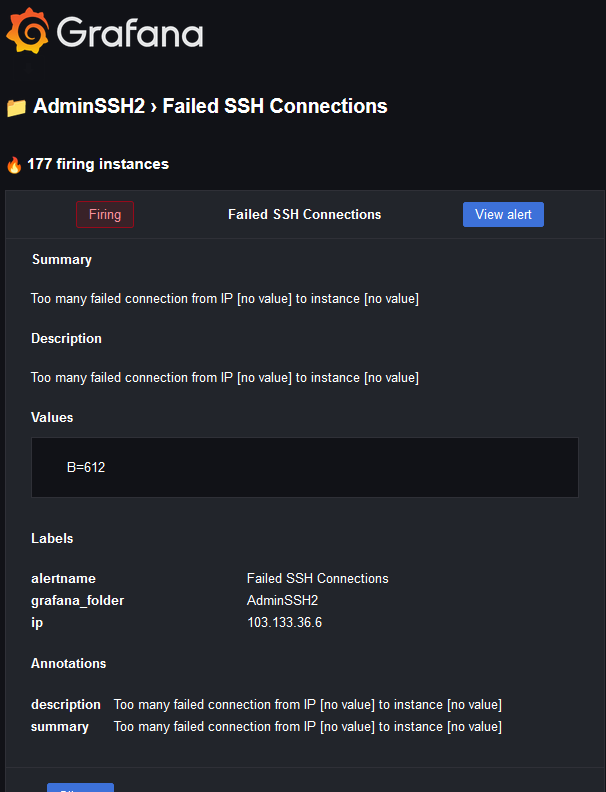 Grafana
AdminSSH2 › Failed SSH Connections
177 firing instances
Firing Failed SSH Connections View alert
Summary
Too many failed connection from IP [no value] to instance [no value]
Description
Too many failed connection from IP [no value] to instance [no value]
Values
B=612
Labels
alertname Failed SSH Connections
grafana_folder AdminSSH2
ip 103.133.36.6
Annotations
description Too many failed connection from IP [no value] to instance [no value]
summary Too many failed connection from IP [no value] to instance [no value]